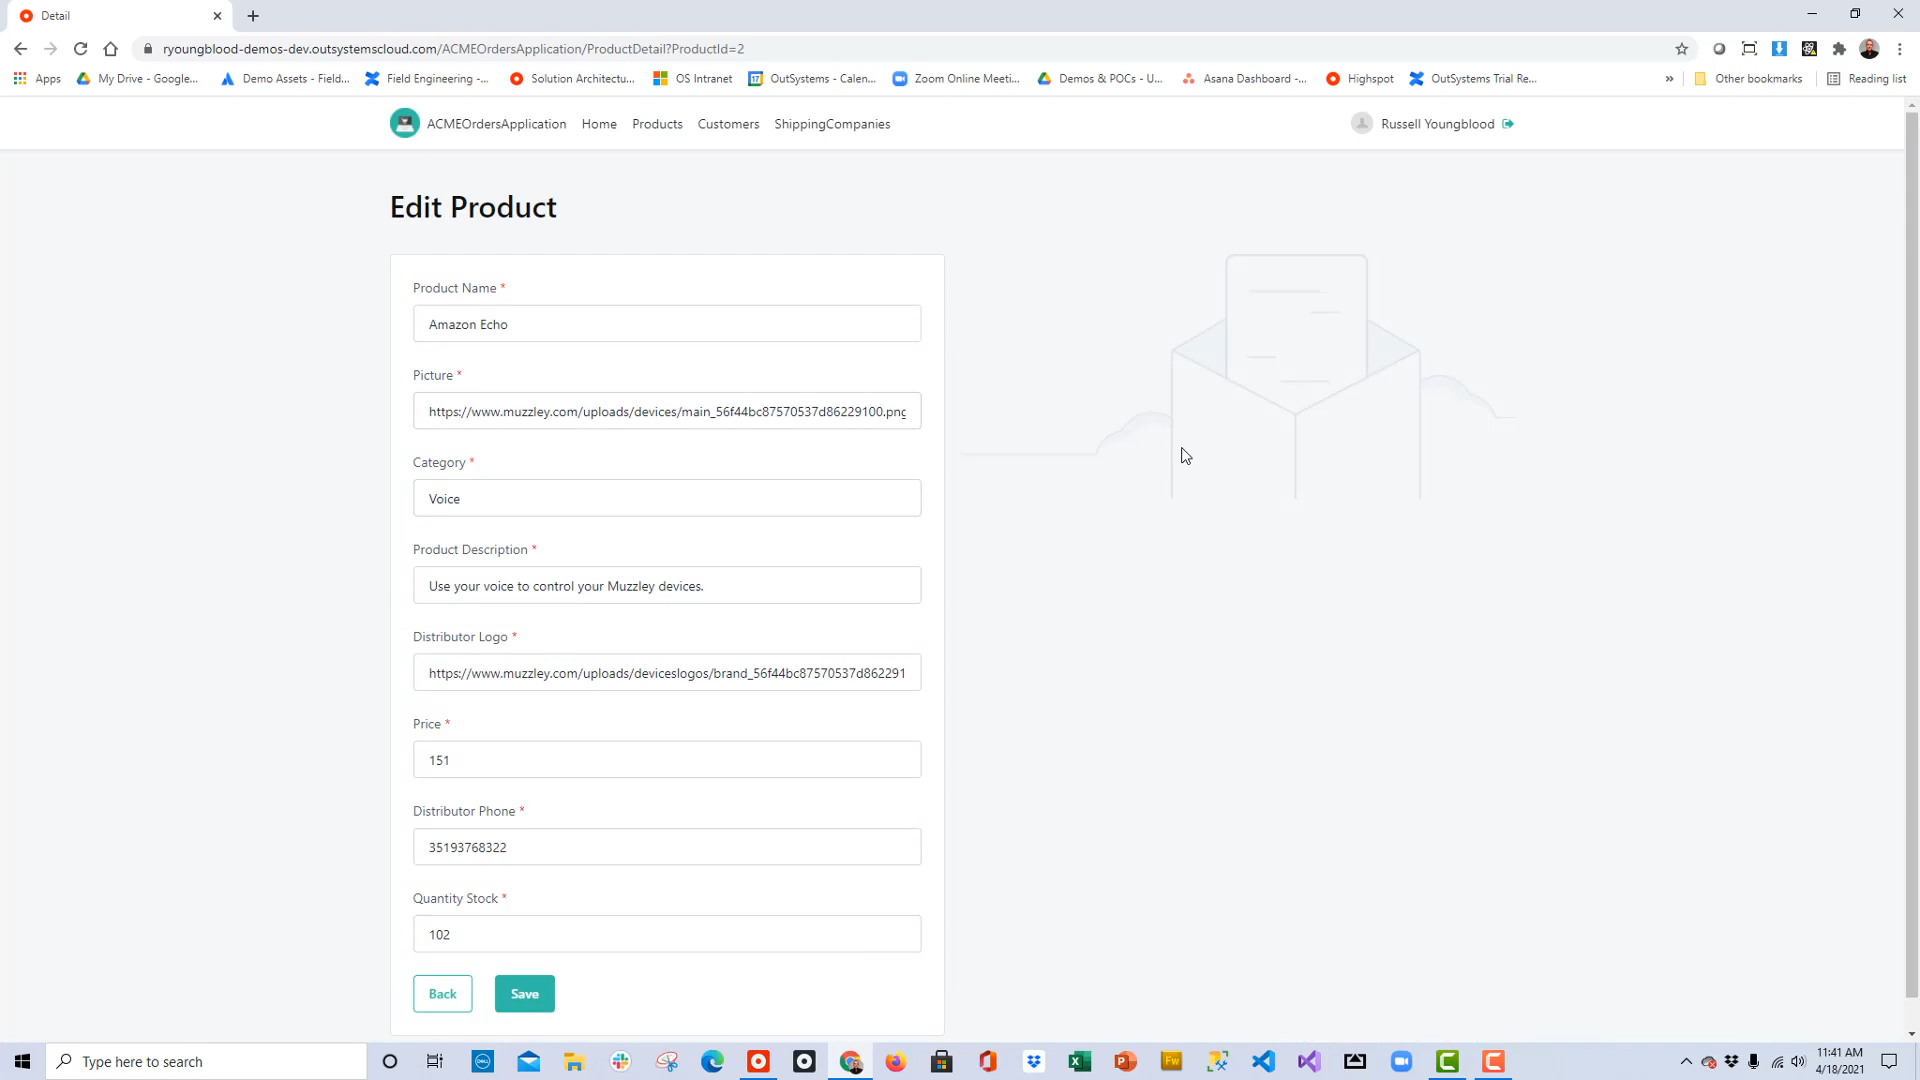 Detail
ryoungblood-demos-dev.outsystemscloud.com/ACMEOrdersApplication/ProductDetail?ProductId=2
Apps My Drive - Google... Demo Assets - Field... Field Engineering -... Solution Architectu... OS Intranet OutSystems - Calen... Zoom Online Meeti... Demos & POCs - U... Asana Dashboard -... Highspot OutSystems Trial Re... » Other bookmarks Reading list
ACMEOrdersApplication Home Products Customers ShippingCompanies Russell Youngblood
Edit Product
Product Name *
Amazon Echo
Picture *
https://www.muzzley.com/uploads/devices/main_56f44bc87570537d86229100.png
Category *
Voice
Product Description *
Use your voice to control your Muzzley devices.
Distributor Logo *
https://www.muzzley.com/uploads/deviceslogos/brand_56f44bc87570537d862291
Price *
151
Distributor Phone *
35193768322
Quantity Stock *
102
Back Save
Type here to search
11:41 AM
4/18/2021